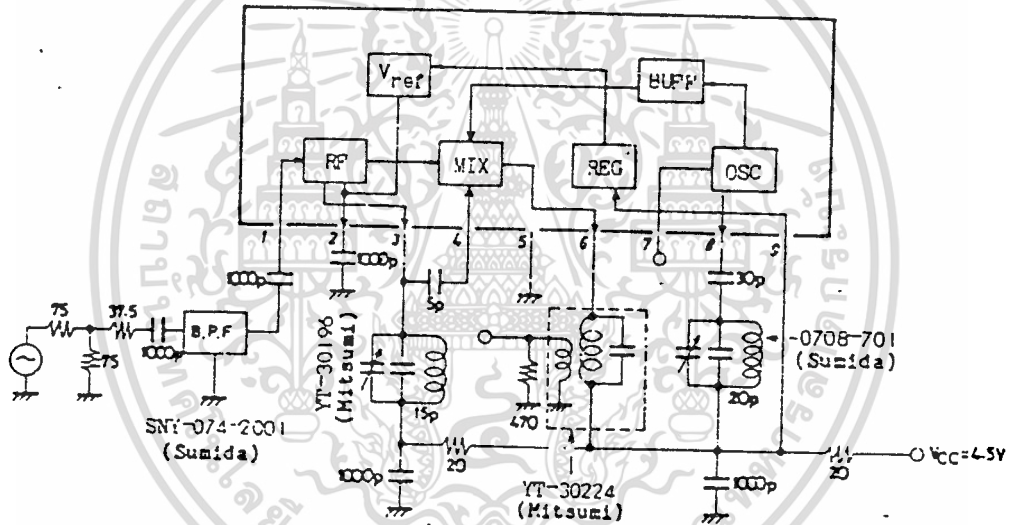 Vref
BUFF
RF
MIX
REG
OSC
1
2
3
4
5
6
7
8
9
1000p
1000p
5p
30p
75
37.5
1000p
B.P.F
75
SNY-074-2001
(Sumida)
YT-30196
(Mitsumi)
15p
470
20p
-0708-701
(Sumida)
20
1000p
YT-30224
(Mitsumi)
1000p
20
VCC=4.5V